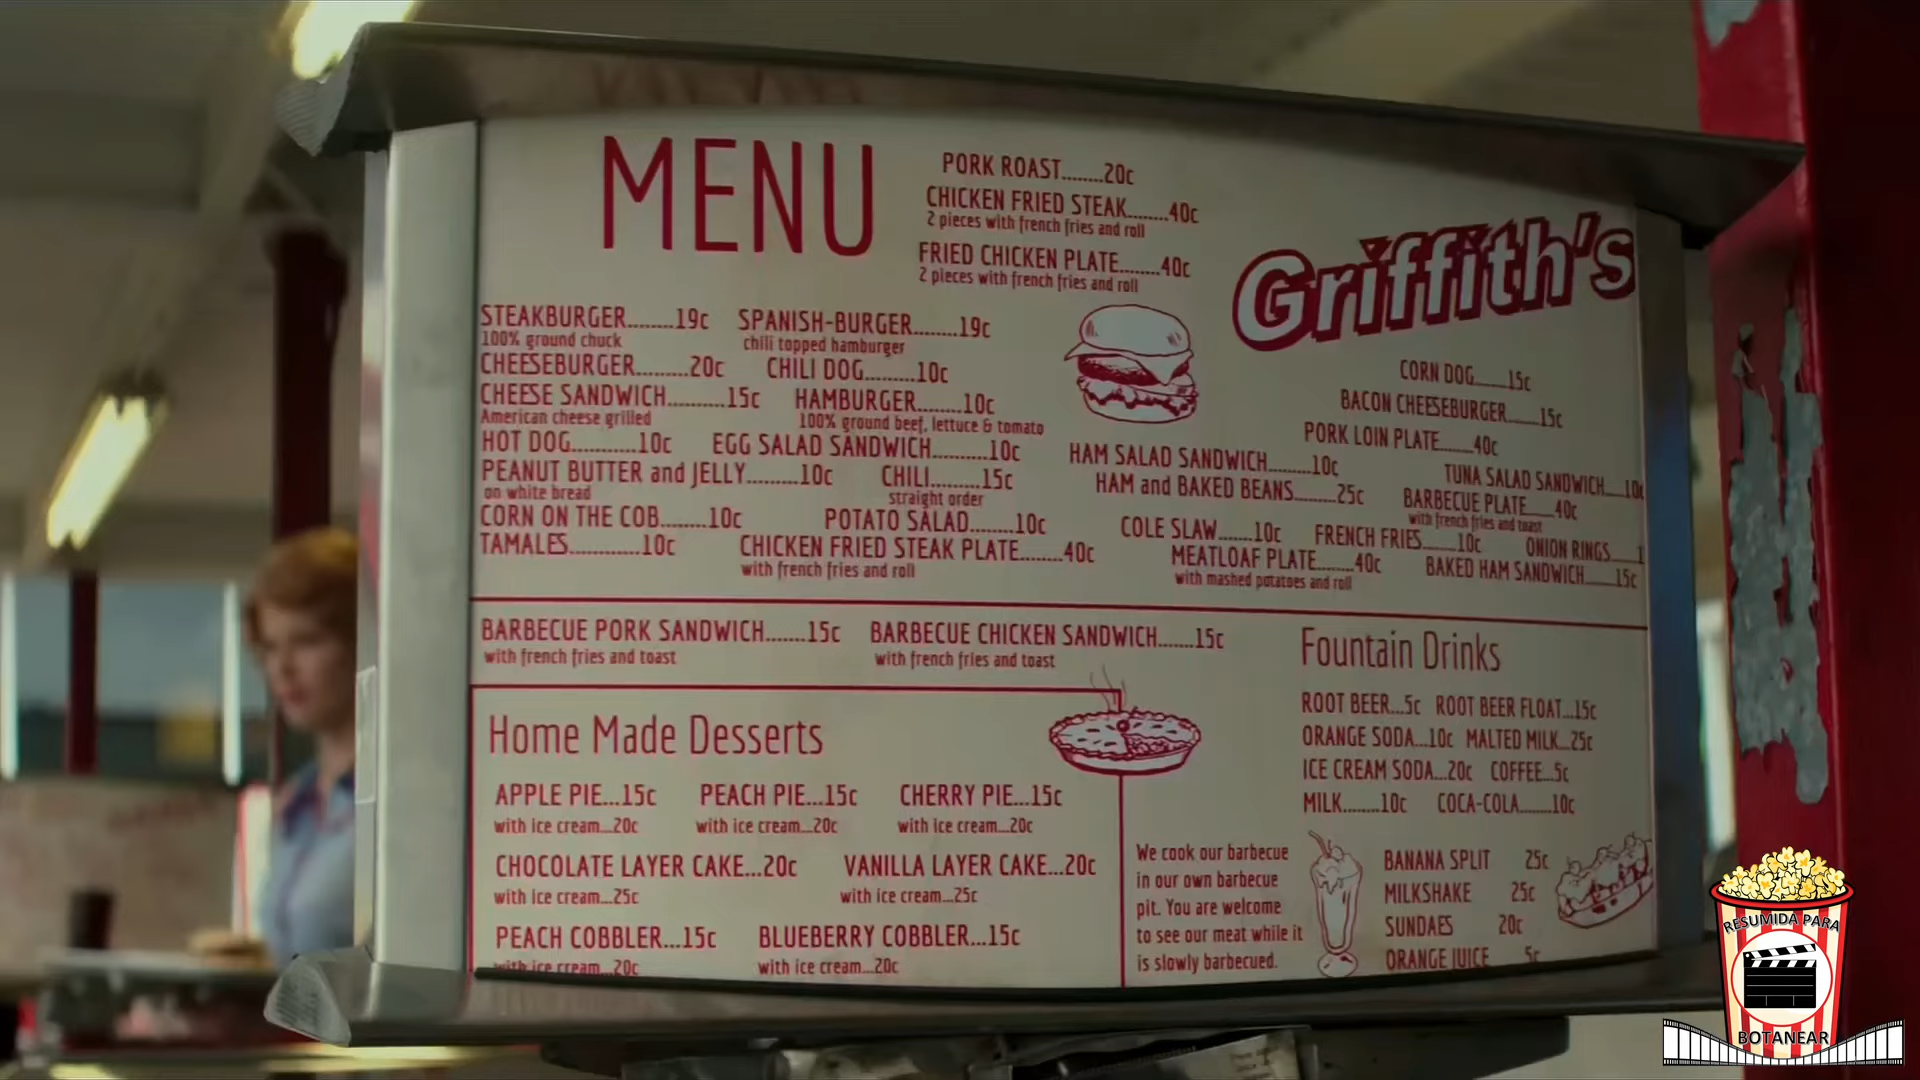 MENU
PORK ROAST........20c
CHICKEN FRIED STEAK........40c
2 pieces with french fries and roll
FRIED CHICKEN PLATE........40c
2 pieces with french fries and roll
Griffith's
STEAKBURGER.........19c SPANISH-BURGER........19c
100% ground chuck chili topped hamburger
CHEESEBURGER..........20c CHILI DOG..........10c
CHEESE SANDWICH...........15c HAMBURGER.........10c
American cheese grilled 100% ground beef, lettuce & tomato
HOT DOG.............10c EGG SALAD SANDWICH...........10c
PEANUT BUTTER and JELLY..........10c CHILI..........15c
on white bread straight order
CORN ON THE COB.........10c POTATO SALAD.........10c
TAMALES..............10c CHICKEN FRIED STEAK PLATE.........40c
with french fries and roll
CORN DOG..........15c
BACON CHEESEBURGER........15c
PORK LOIN PLATE........40c
HAM SALAD SANDWICH.........10c TUNA SALAD SANDWICH.....10c
HAM and BAKED BEANS.........25c BARBECUE PLATE......40c
with french fries and toast
COLE SLAW.......10c FRENCH FRIES........10c ONION RINGS......1
MEATLOAF PLATE........40c BAKED HAM SANDWICH........15c
with mashed potatoes and roll
BARBECUE PORK SANDWICH........15c BARBECUE CHICKEN SANDWICH........15c
with french fries and toast with french fries and toast
Home Made Desserts
APPLE PIE...15c PEACH PIE...15c CHERRY PIE...15c
with ice cream...20c with ice cream...20c with ice cream...20c
CHOCOLATE LAYER CAKE...20c VANILLA LAYER CAKE...20c
with ice cream...25c with ice cream...25c
PEACH COBBLER...15c BLUEBERRY COBBLER...15c
with ice cream...20c with ice cream...20c
We cook our barbecue
in our own barbecue
pit. You are welcome
to see our meat while it
is slowly barbecued.
Fountain Drinks
ROOT BEER...5c ROOT BEER FLOAT...15c
ORANGE SODA...10c MALTED MILK...25c
ICE CREAM SODA...20c COFFEE...5c
MILK........10c COCA-COLA.........10c
BANANA SPLIT 25c
MILKSHAKE 25c
SUNDAES 20c
ORANGE JUICE 5c
RESUMIDA PARA
BOTANEAR